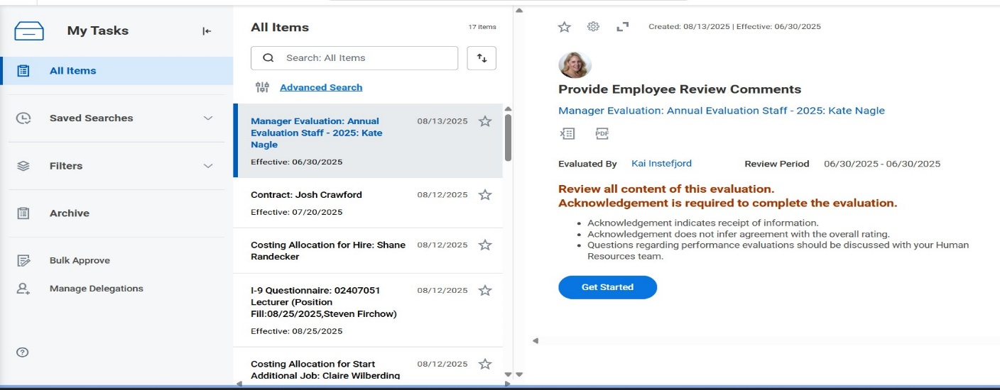 My Tasks
All Items
Saved Searches
Filters
Archive
Bulk Approve
Manage Delegations
All Items
17 items
Search: All Items
Advanced Search
Manager Evaluation: Annual
Evaluation Staff - 2025: Kate
Nagle
08/13/2025
Effective: 06/30/2025
Contract: Josh Crawford
08/12/2025
Effective: 07/20/2025
Costing Allocation for Hire: Shane
Randecker
08/12/2025
I-9 Questionnaire: 02407051
Lecturer (Position
Fill:08/25/2025,Steven Firchow)
08/12/2025
Effective: 08/25/2025
Costing Allocation for Start
Additional Job: Claire Wilberding
08/12/2025
Created: 08/13/2025 | Effective: 06/30/2025
Provide Employee Review Comments
Manager Evaluation: Annual Evaluation Staff - 2025: Kate Nagle
X
PDF
Evaluated By Kai Instefjord
Review Period 06/30/2025 - 06/30/2025
Review all content of this evaluation.
Acknowledgement is required to complete the evaluation.
• Acknowledgement indicates receipt of information.
• Acknowledgement does not infer agreement with the overall rating.
• Questions regarding performance evaluations should be discussed with your Human
Resources team.
Get Started